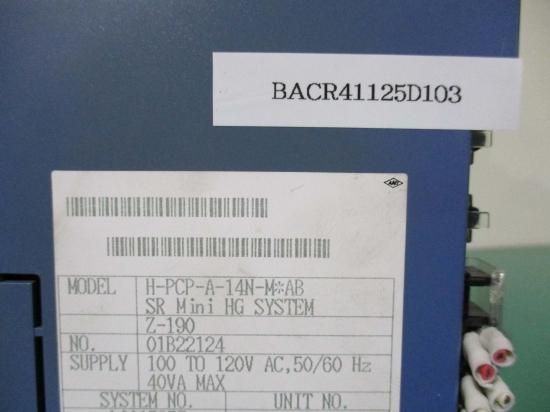 BACR41125D103
MODEL H-PCP-A-14N-M*AB
SR Mini HG SYSTEM
Z-190
NO. 01B22124
SUPPLY 100 TO 120V AC,50/60 Hz
40VA MAX
SYSTEM NO. UNIT NO.